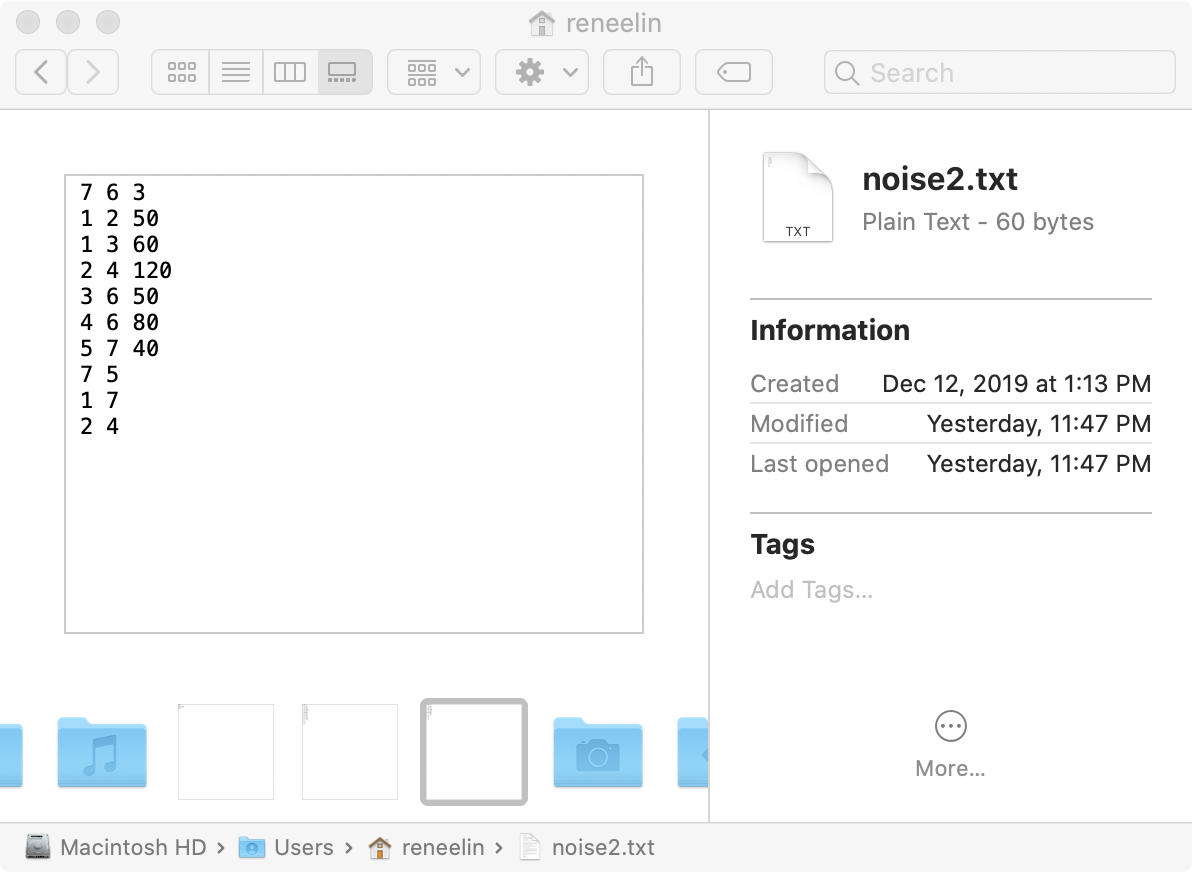 reneelin
Search
7 6 3
1 2 50
1 3 60
2 4 120
3 6 50
4 6 80
5 7 40
7 5
1 7
2 4
TXT
noise2.txt
Plain Text - 60 bytes
Information
Created Dec 12, 2019 at 1:13 PM
Modified Yesterday, 11:47 PM
Last opened Yesterday, 11:47 PM
Tags
Add Tags...
More...
Macintosh HD › Users › reneelin › noise2.txt